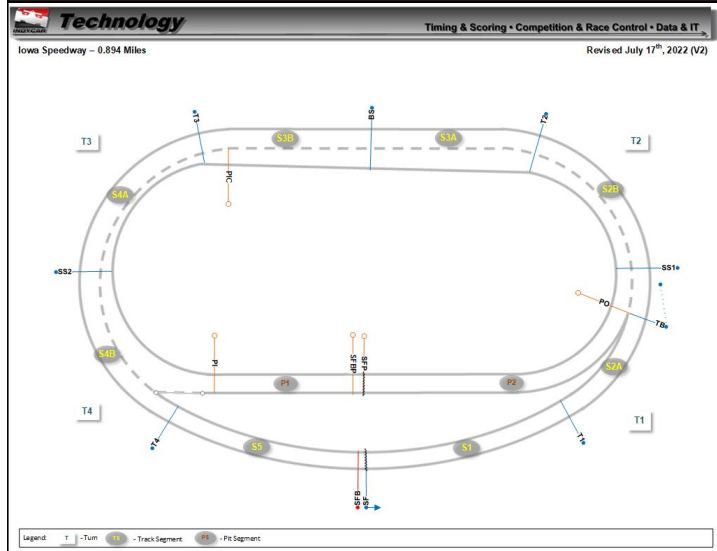 INDYCAR
Technology
Timing & Scoring • Competition & Race Control • Data & IT
Iowa Speedway – 0.894 Miles
Revised July 17th, 2022 (V2)
T3
T3
S3B
BS
S3A
T2
T2
PIC
S4A
S2B
SS2
SS1
PO
TB
S4B
PI
SFBP
SFP
P1
P2
S2A
T4
T4
S5
S1
T1
T1
SFB
SF
Legend:
T - Turn
TS - Track Segment
PS - Pit Segment